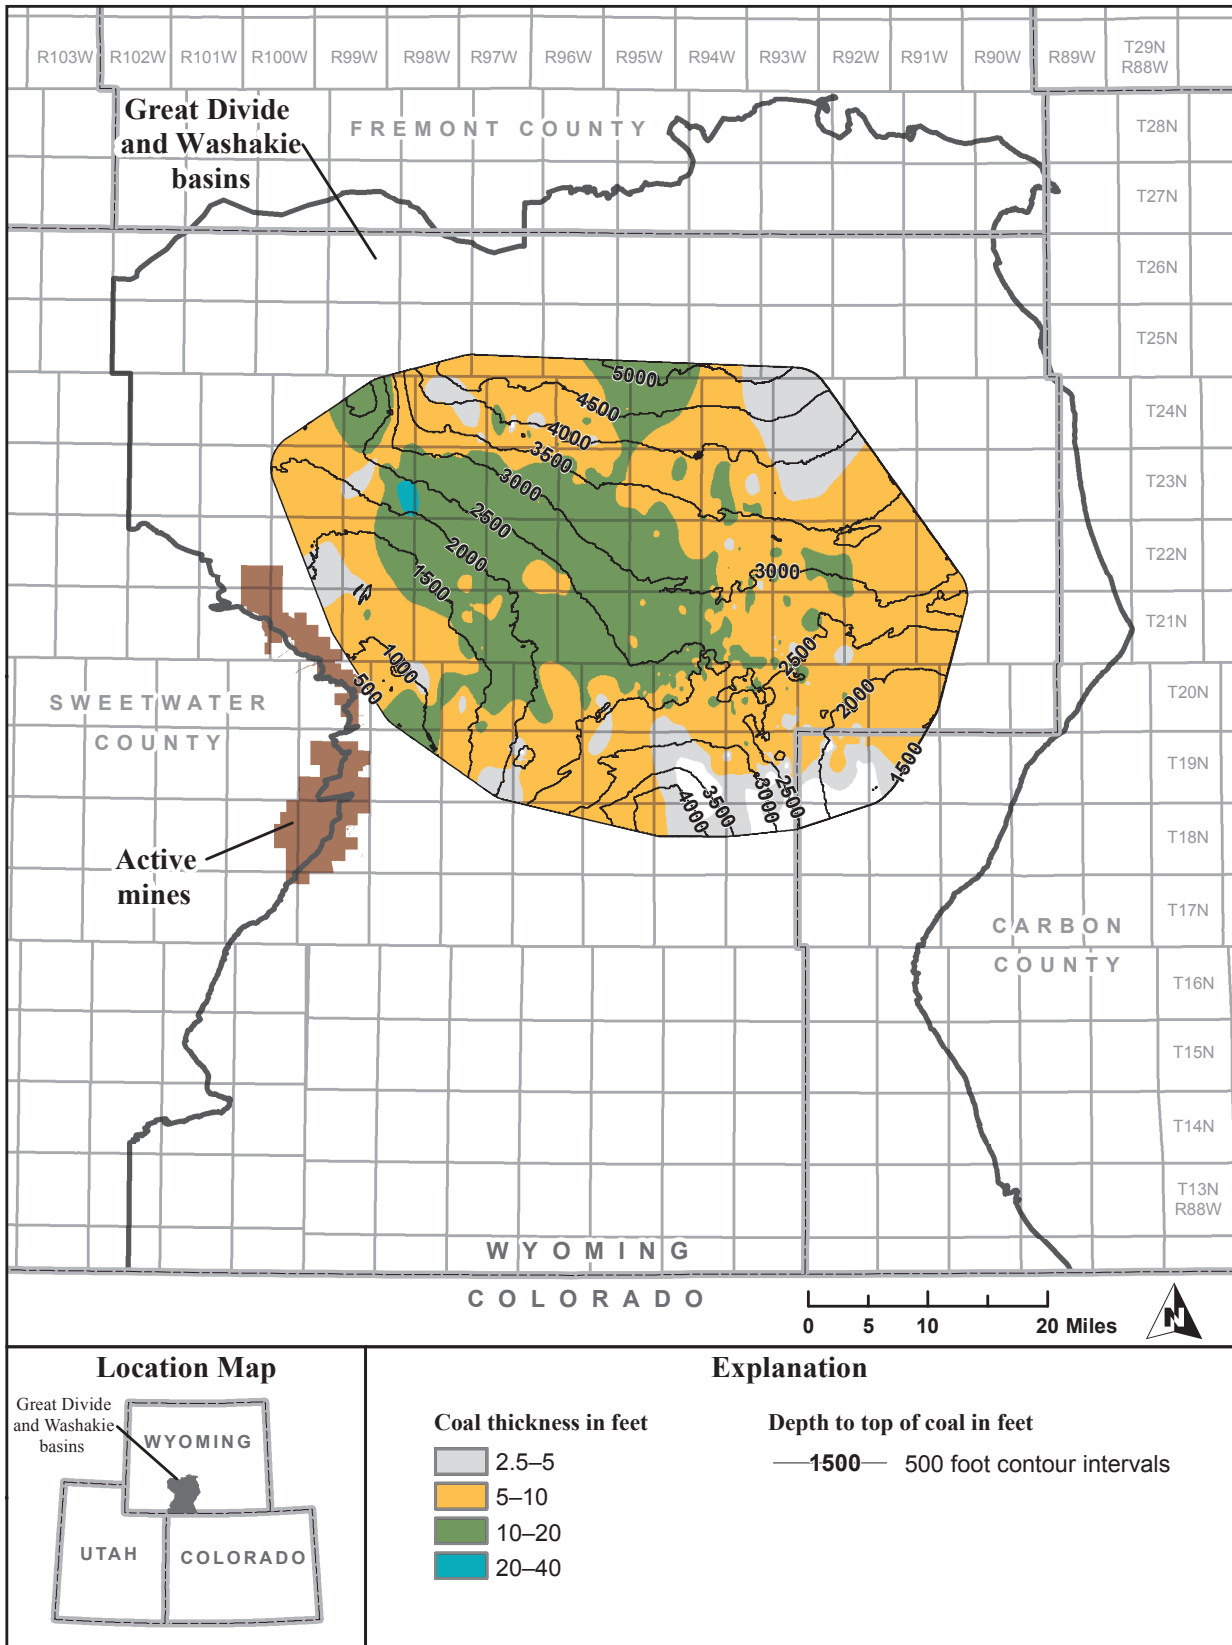 R103W R102W R101W R100W R99W R98W R97W R96W R95W R94W R93W R92W R91W R90W R89W T29N
R88W
Great Divide
and Washakie
basins
FREMONT COUNTY
T28N
T27N
T26N
T25N
T24N
T23N
T22N
T21N
T20N
T19N
T18N
T17N
T16N
T15N
T14N
T13N
R88W
5000
4500
4000
3500
3000
2500
2000
1500
3000
1000
500
2500
2000
1500
2500
3000
3500
4000
SWEETWATER
COUNTY
Active
mines
CARBON
COUNTY
WYOMING
COLORADO
0 5 10 20 Miles
N
Location Map
Great Divide
and Washakie
basins
WYOMING
UTAH
COLORADO
Explanation
Coal thickness in feet
2.5–5
5–10
10–20
20–40
Depth to top of coal in feet
1500 500 foot contour intervals